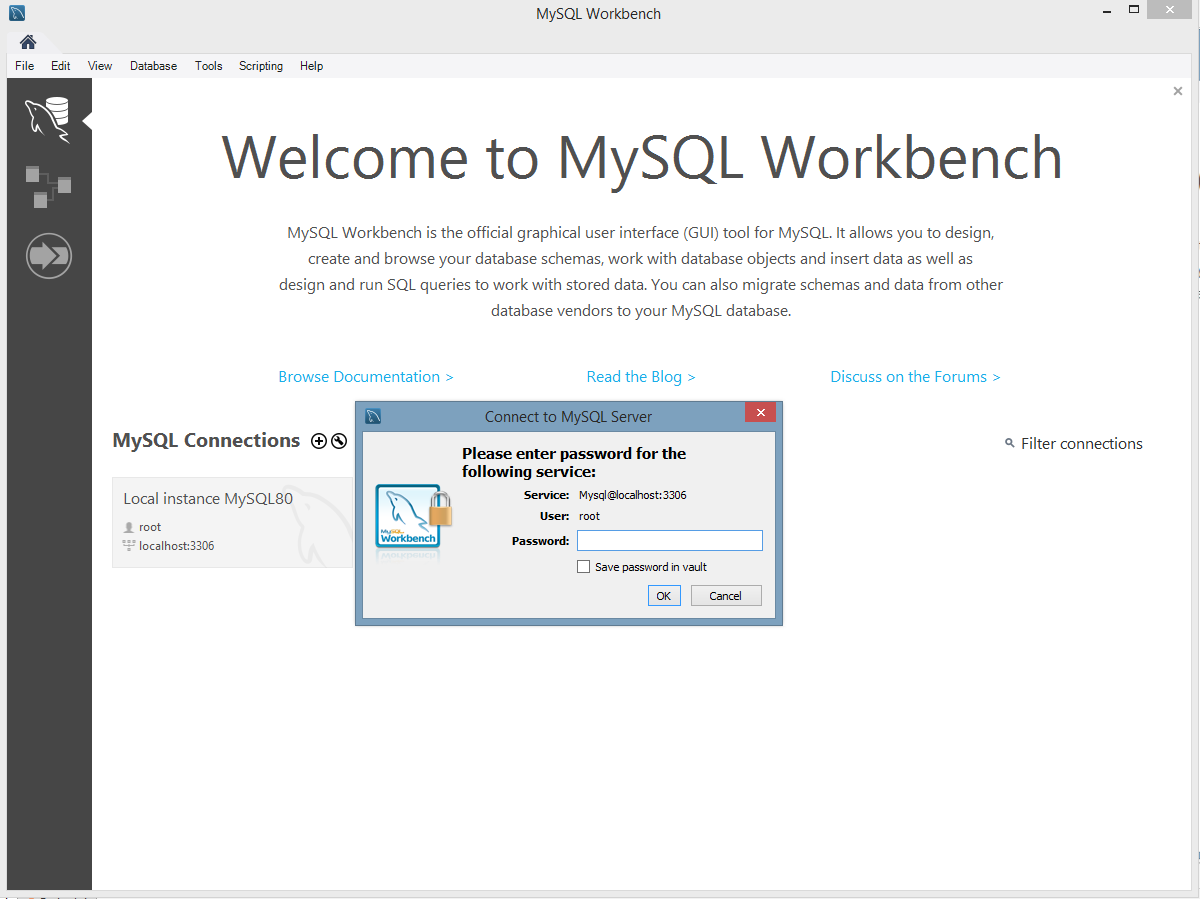 MySQL Workbench
File Edit View Database Tools Scripting Help
Welcome to MySQL Workbench
MySQL Workbench is the official graphical user interface (GUI) tool for MySQL. It allows you to design,
create and browse your database schemas, work with database objects and insert data as well as
design and run SQL queries to work with stored data. You can also migrate schemas and data from other
database vendors to your MySQL database.
Browse Documentation > Read the Blog > Discuss on the Forums >
MySQL Connections
Filter connections
Local instance MySQL80
root
localhost:3306
Connect to MySQL Server
Please enter password for the
following service:
Service: Mysql@localhost:3306
User: root
Password:
Save password in vault
OK Cancel
MySQL
Workbench